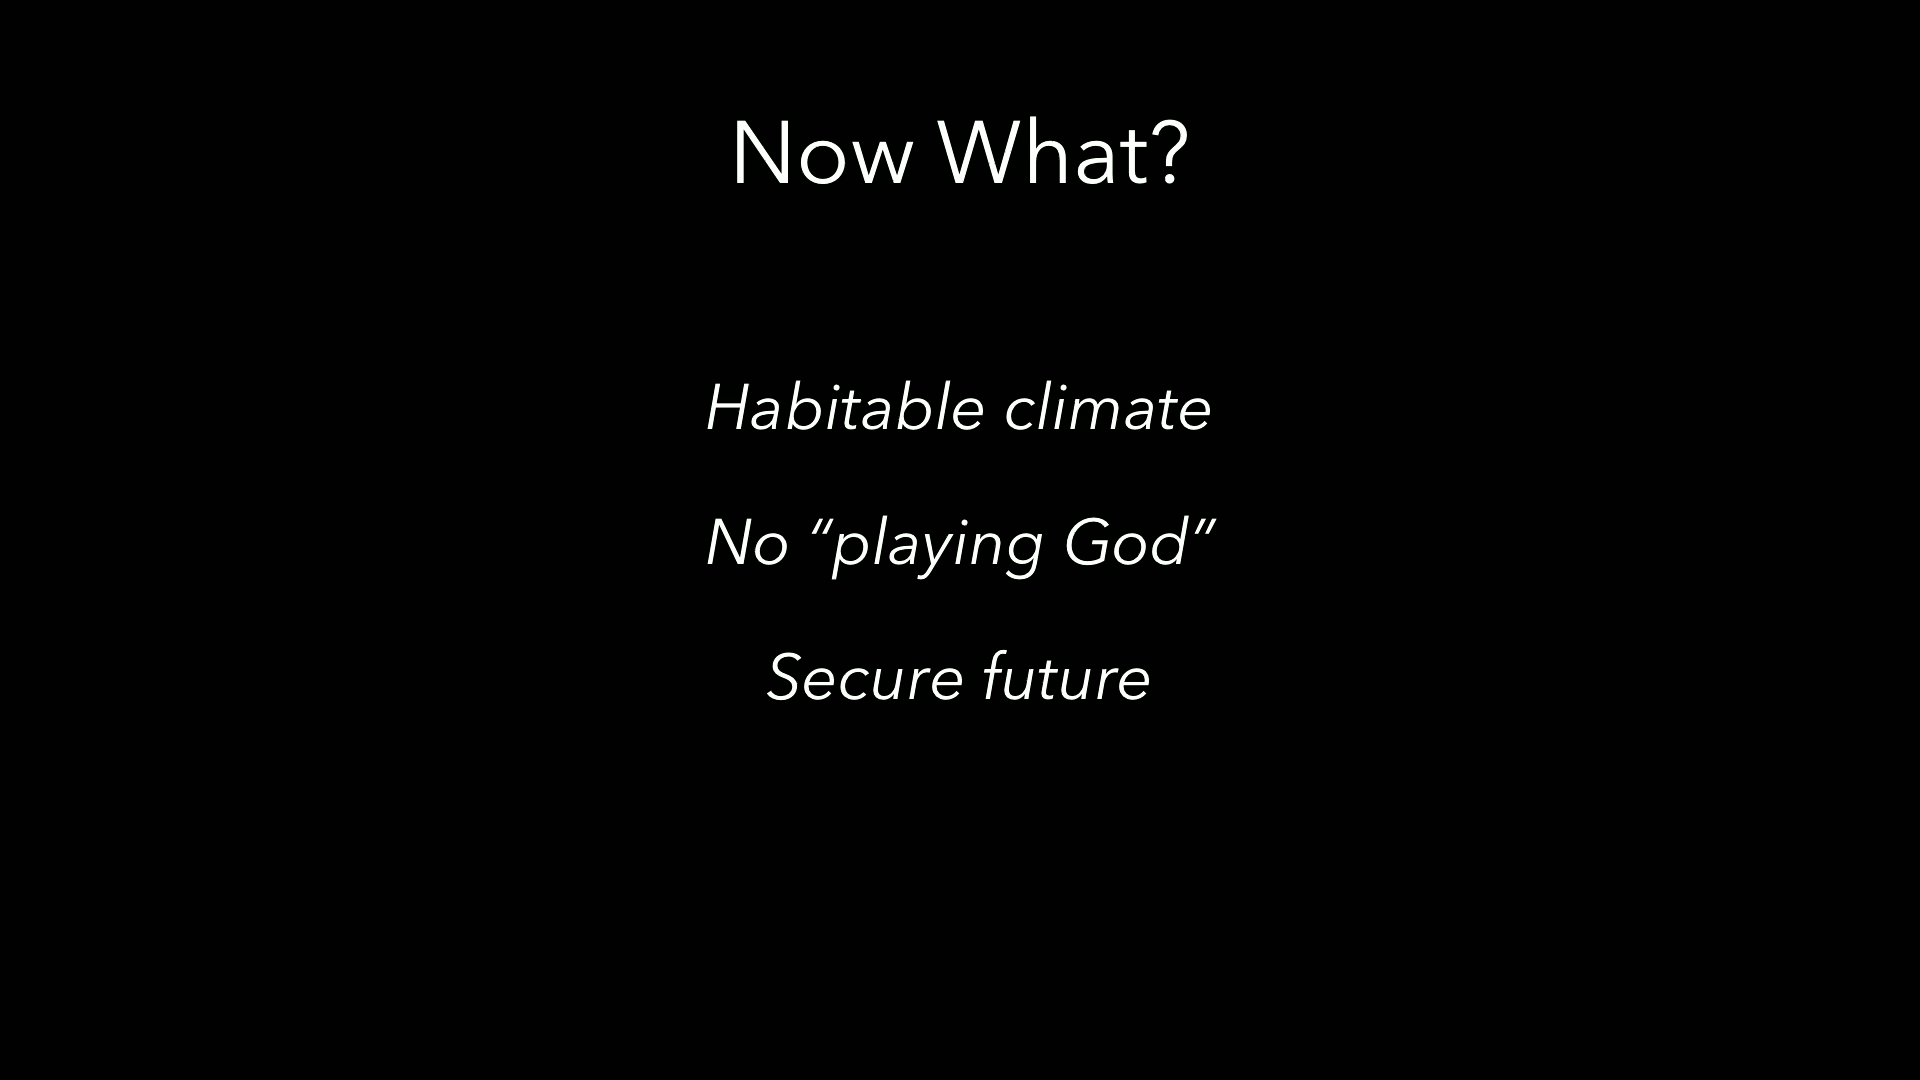 Now What?
Habitable climate
No “playing God”
Secure future